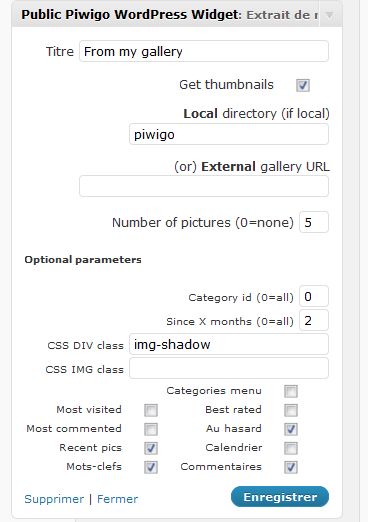 Public Piwigo WordPress Widget: Extrait de
Titre From my gallery
Get thumbnails
Local directory (if local)
piwigo
(or) External gallery URL
Number of pictures (0=none) 5
Optional parameters
Category id (0=all) 0
Since X months (0=all) 2
CSS DIV class img-shadow
CSS IMG class
Categories menu
Most visited Best rated
Most commented Au hasard
Recent pics Calendrier
Mots-clefs Commentaires
Supprimer | Fermer Enregistrer